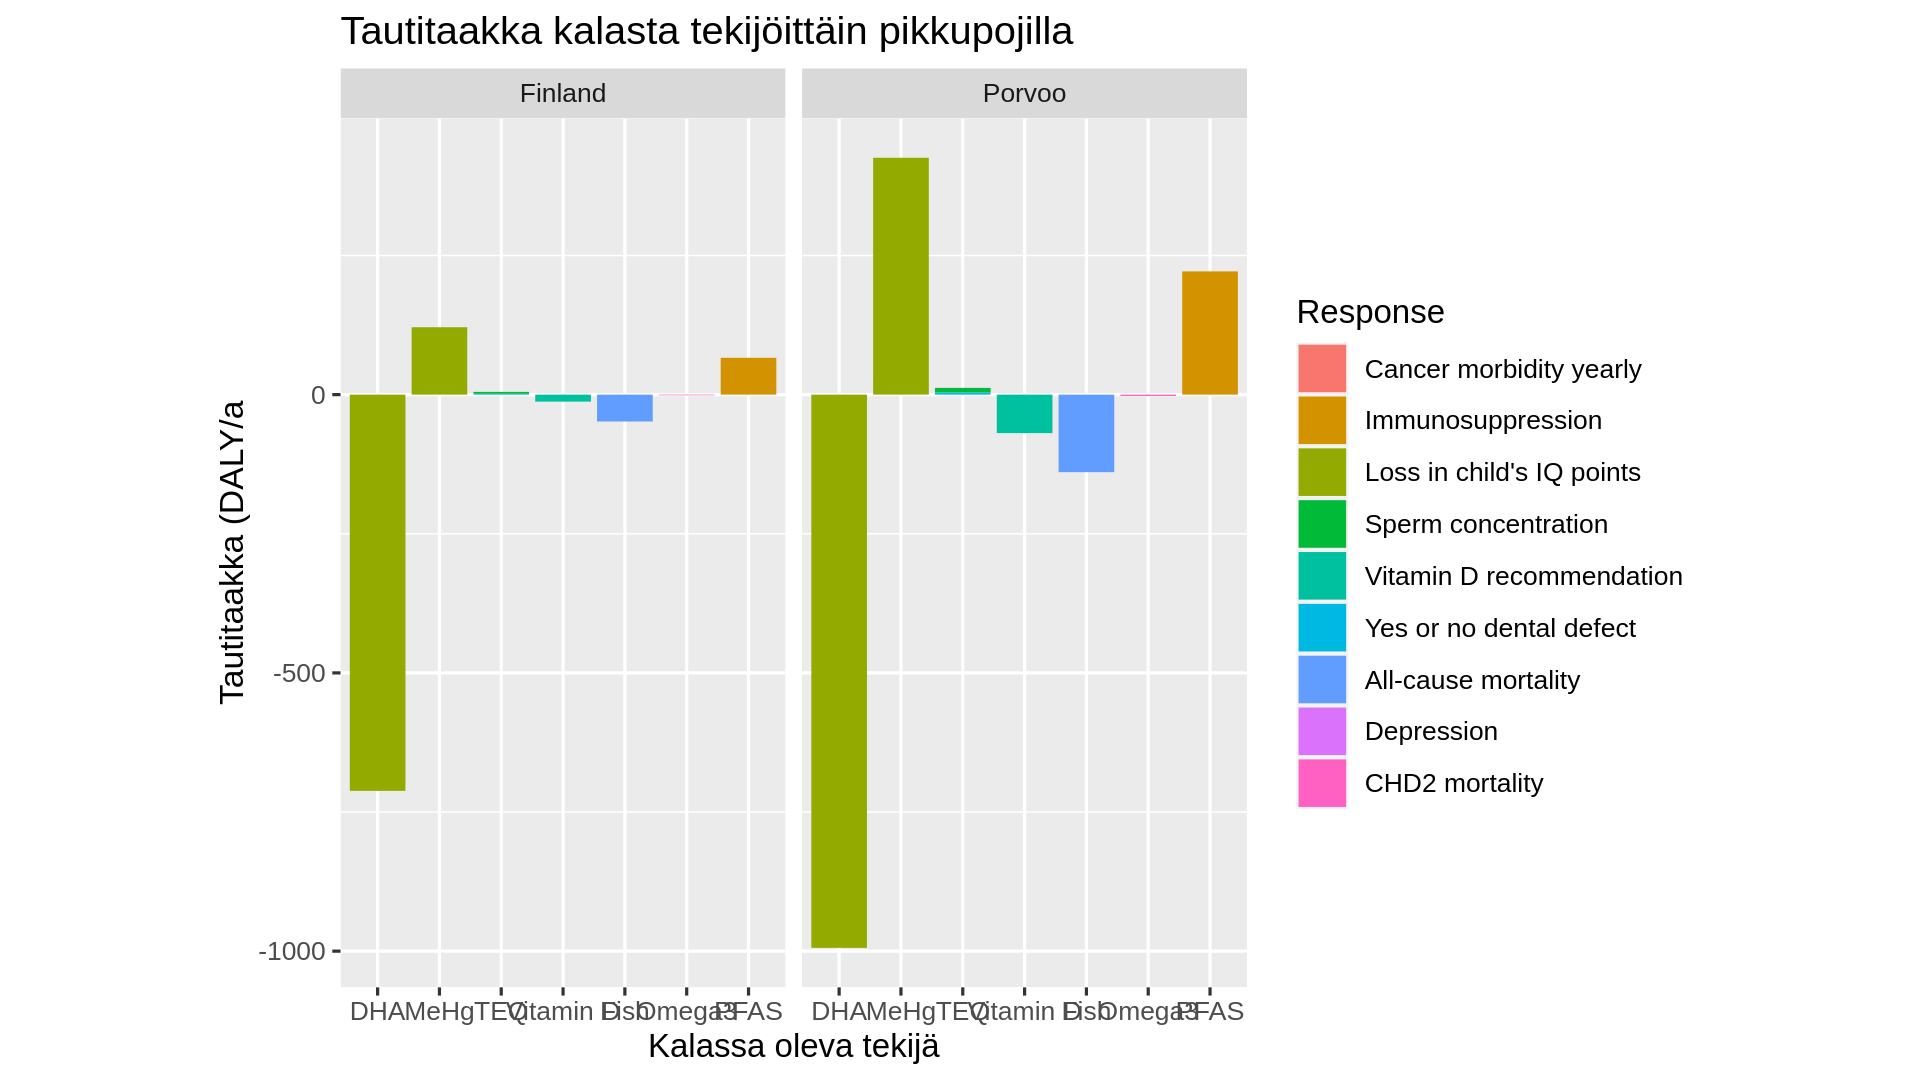 Tautitaakka kalasta tekijöittäin pikkupojilla
Finland
Porvoo
Tautitaakka (DALY/a
0
-500
-1000
DHA MeHg TEQ Vitamin D Fish Omega3 PFAS
DHA MeHg TEQ Vitamin D Fish Omega3 PFAS
Kalassa oleva tekijä
Response
Cancer morbidity yearly
Immunosuppression
Loss in child's IQ points
Sperm concentration
Vitamin D recommendation
Yes or no dental defect
All-cause mortality
Depression
CHD2 mortality